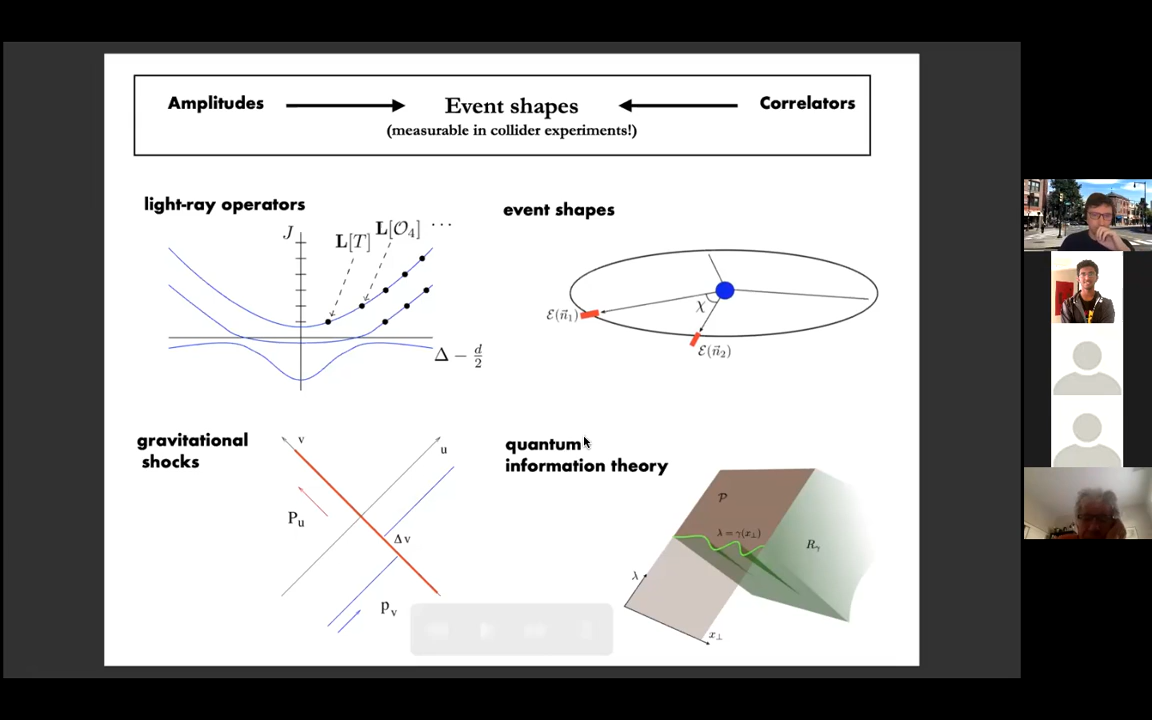 Amplitudes
Event shapes
Correlators
(measurable in collider experiments!)
light-ray operators
event shapes
J
L[T]
L[𝒪₄]
···
Δ − d/2
ℰ(n⃗₁)
χ
ℰ(n⃗₂)
gravitational
shocks
v
u
Pᵤ
Δv
pᵥ
quantum
information theory
𝒫
λ = γ(x⊥)
Rᵧ
λ
x⊥